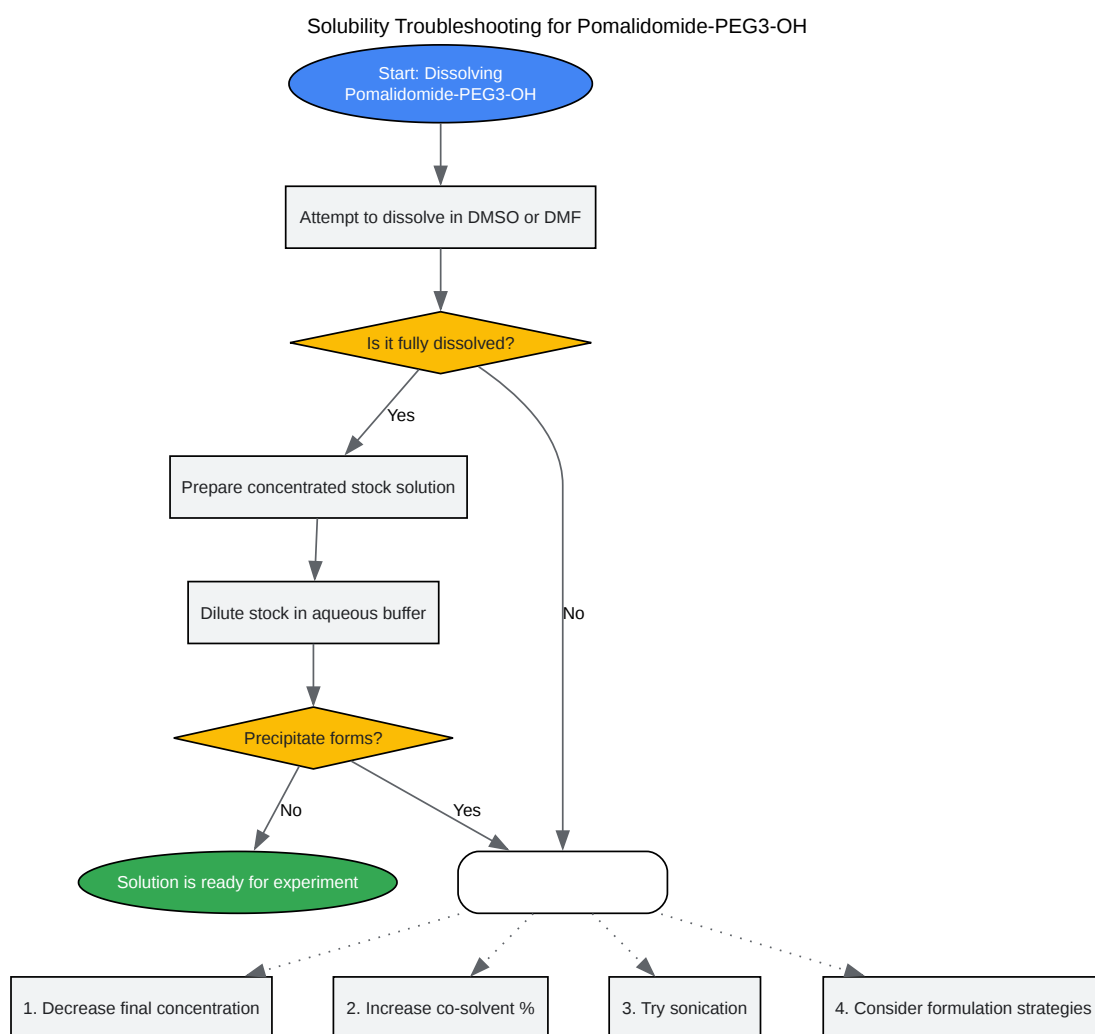 Solubility Troubleshooting for Pomalidomide-PEG3-OH
Start: Dissolving
Pomalidomide-PEG3-OH
Attempt to dissolve in DMSO or DMF
Is it fully dissolved?
Yes
Prepare concentrated stock solution
Dilute stock in aqueous buffer
No
Precipitate forms?
No
Yes
Solution is ready for experiment
1. Decrease final concentration
2. Increase co-solvent %
3. Try sonication
4. Consider formulation strategies